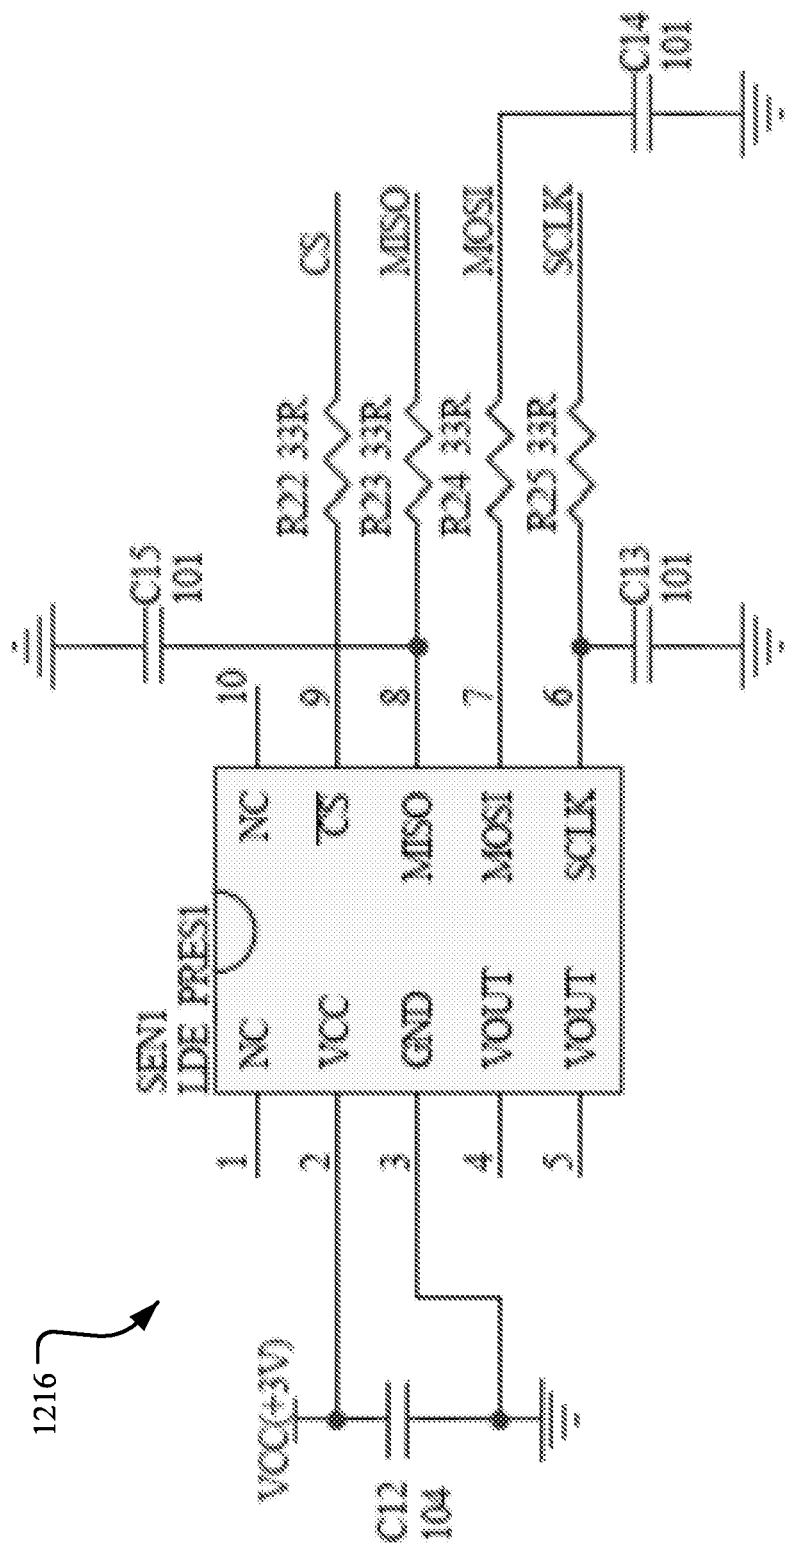 1216
SEN1
LDE_PRES1
VCC(+3V)
C12
104
1
2
3
4
5
NC
VCC
GND
VOUT
VOUT
NC
CS
MISO
MOSI
SCLK
10
9
8
7
6
C15
101
C13
101
R22 33R
R23 33R
R24 33R
R25 33R
CS
MISO
MOSI
SCLK
C14
101